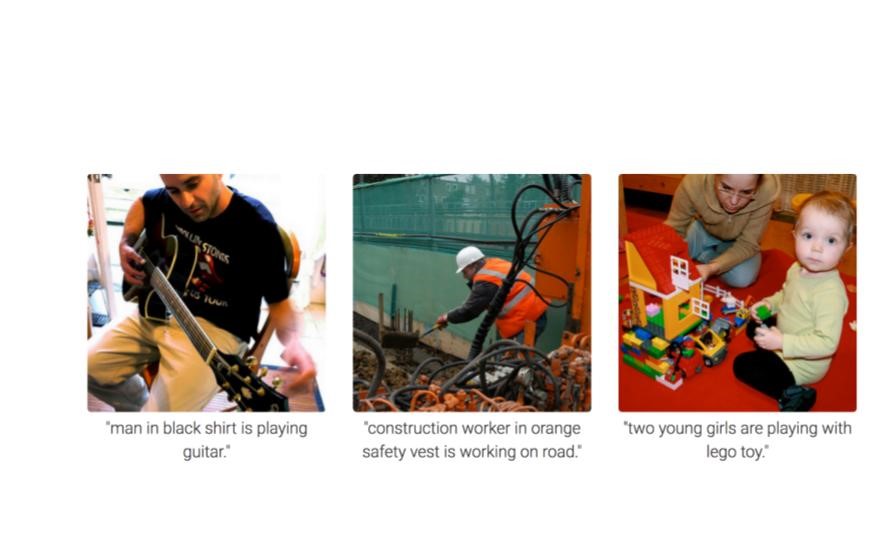 STONES
"man in black shirt is playing
guitar."
"construction worker in orange
safety vest is working on road."
"two young girls are playing with
lego toy."